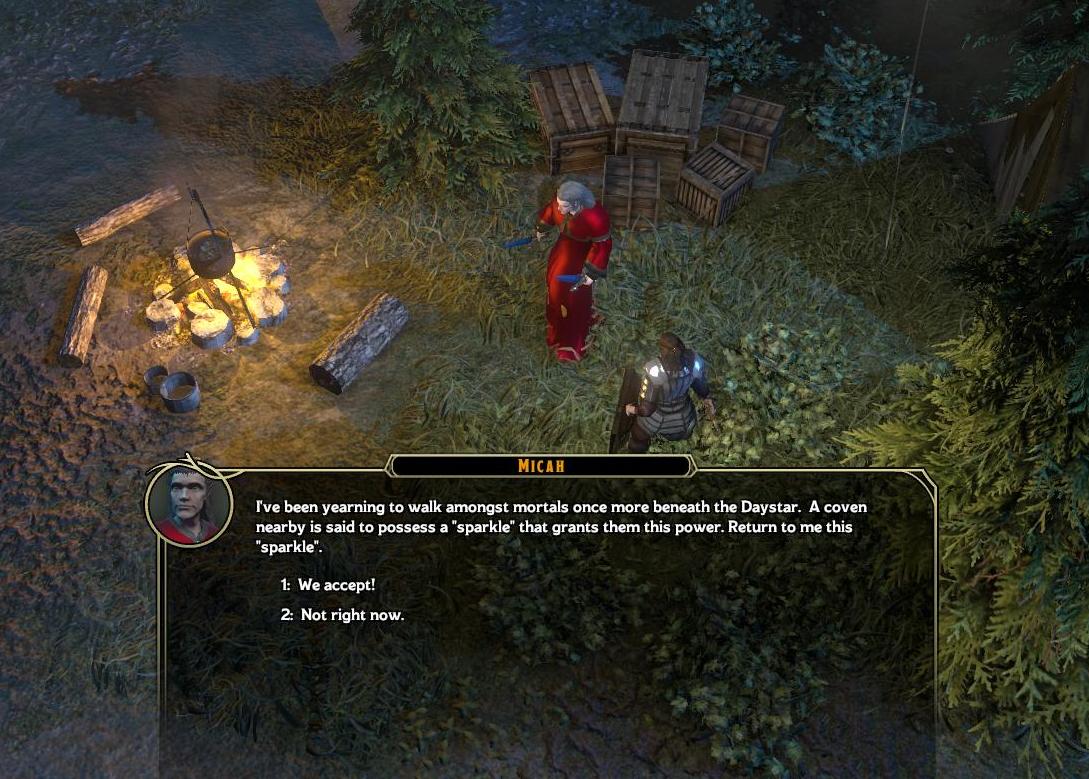 Micah
I've been yearning to walk amongst mortals once more beneath the Daystar.  A coven
nearby is said to possess a "sparkle" that grants them this power. Return to me this
"sparkle".
1:  We accept!
2:  Not right now.